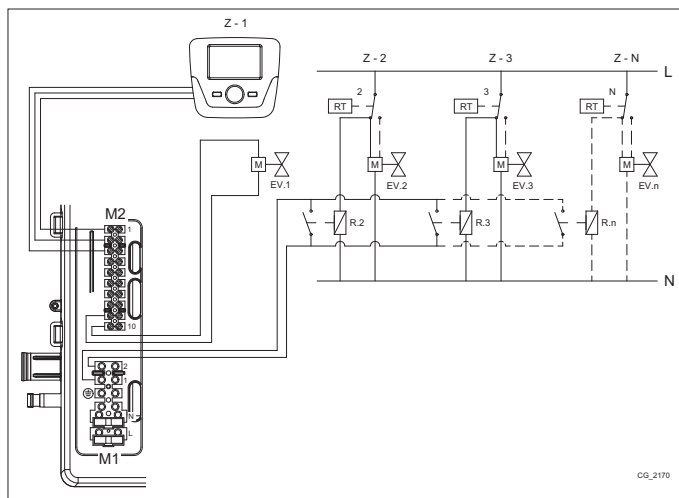 Z - 1
Z - 2
Z - 3
Z - N
L
2
3
N
RT
RT
RT
M
EV.1
M
EV.2
M
EV.3
M
EV.n
M2
1
R.2
R.3
R.n
N
10
2
1
N
L
M1
CG_2170